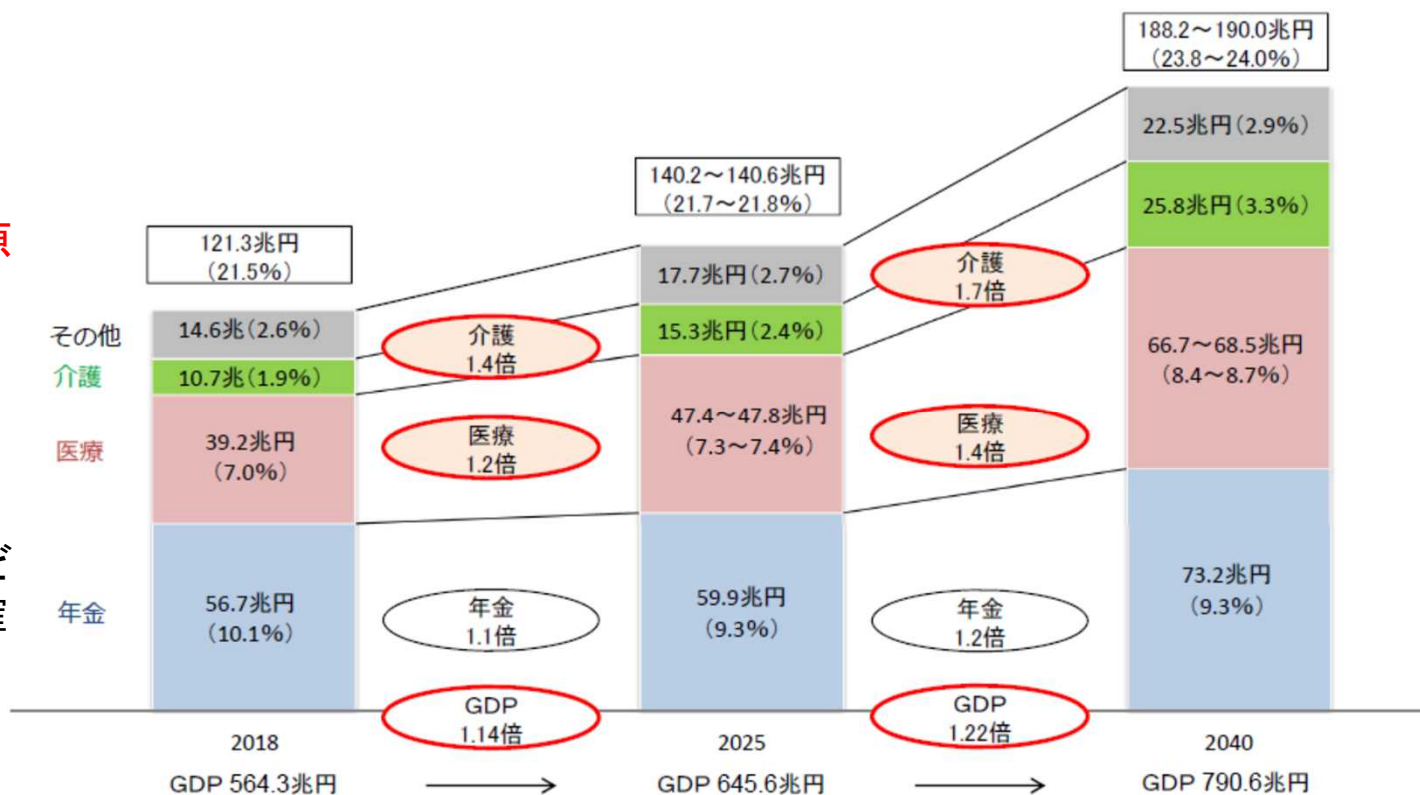 188.2～190.0兆円
（23.8～24.0%）
22.5兆円（2.9%）
25.8兆円（3.3%）
66.7～68.5兆円
（8.4～8.7%）
73.2兆円
（9.3%）
140.2～140.6兆円
（21.7～21.8%）
17.7兆円（2.7%）
15.3兆円（2.4%）
47.4～47.8兆円
（7.3～7.4%）
59.9兆円
（9.3%）
121.3兆円
（21.5%）
14.6兆（2.6%）
10.7兆（1.9%）
39.2兆円
（7.0%）
56.7兆円
（10.1%）
その他
介護
医療
年金
介護
1.4倍
医療
1.2倍
年金
1.1倍
GDP
1.14倍
介護
1.7倍
医療
1.4倍
年金
1.2倍
GDP
1.22倍
2018
2025
2040
GDP 564.3兆円
GDP 645.6兆円
GDP 790.6兆円